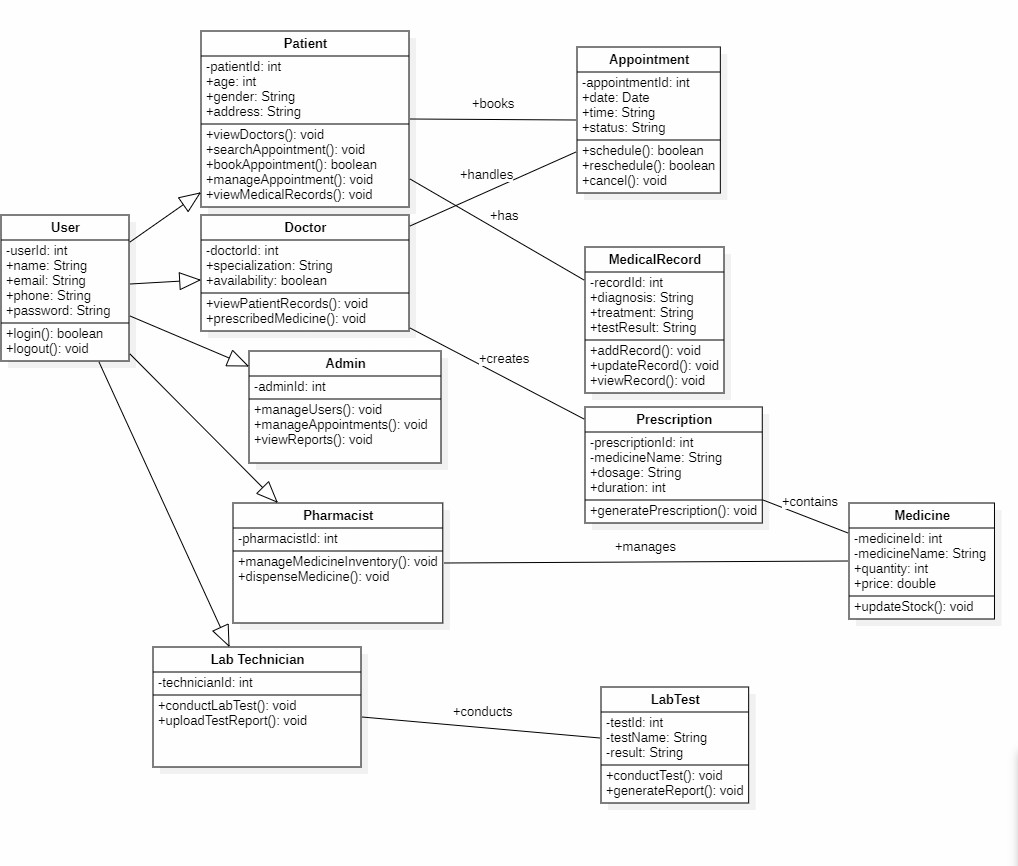 Patient
-patientId: int
+age: int
+gender: String
+address: String
+viewDoctors(): void
+searchAppointment(): void
+bookAppointment(): boolean
+manageAppointment(): void
+viewMedicalRecords(): void
+books
Appointment
-appointmentId: int
+date: Date
+time: String
+status: String
+schedule(): boolean
+reschedule(): boolean
+cancel(): void
+handles
+has
User
-userId: int
+name: String
+email: String
+phone: String
+password: String
+login(): boolean
+logout(): void
Doctor
-doctorId: int
+specialization: String
+availability: boolean
+viewPatientRecords(): void
+prescribedMedicine(): void
MedicalRecord
-recordId: int
+diagnosis: String
+treatment: String
+testResult: String
+addRecord(): void
+updateRecord(): void
+viewRecord(): void
+creates
Admin
-adminId: int
+manageUsers(): void
+manageAppointments(): void
+viewReports(): void
Prescription
-prescriptionId: int
-medicineName: String
+dosage: String
+duration: int
+generatePrescription(): void
+contains
Pharmacist
-pharmacistId: int
+manageMedicineInventory(): void
+dispenseMedicine(): void
+manages
Medicine
-medicineId: int
-medicineName: String
+quantity: int
+price: double
+updateStock(): void
Lab Technician
-technicianId: int
+conductLabTest(): void
+uploadTestReport(): void
+conducts
LabTest
-testId: int
-testName: String
-result: String
+conductTest(): void
+generateReport(): void